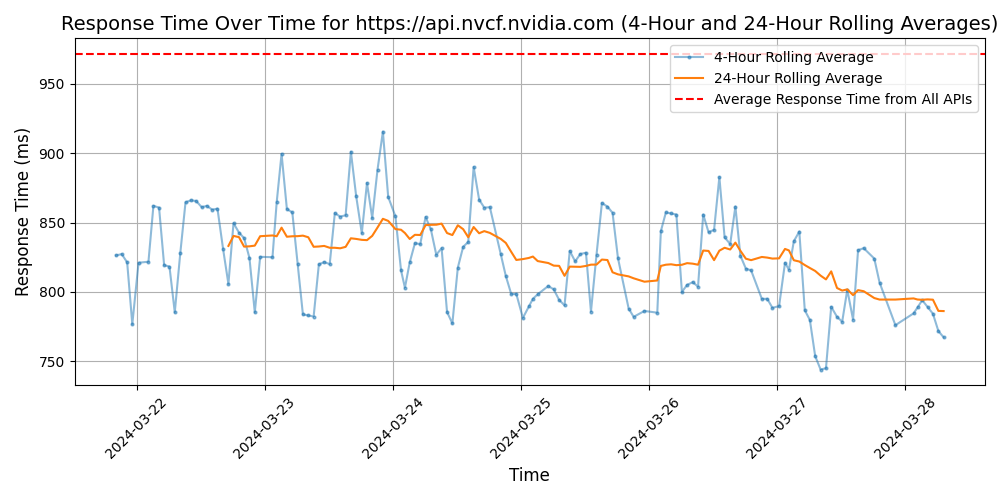 Response Time Over Time for https://api.nvcf.nvidia.com (4-Hour and 24-Hour Rolling Averages)
4-Hour Rolling Average
24-Hour Rolling Average
Average Response Time from All APIs
Response Time (ms)
950
900
850
800
750
2024-03-22
2024-03-23
2024-03-24
2024-03-25
2024-03-26
2024-03-27
2024-03-28
Time